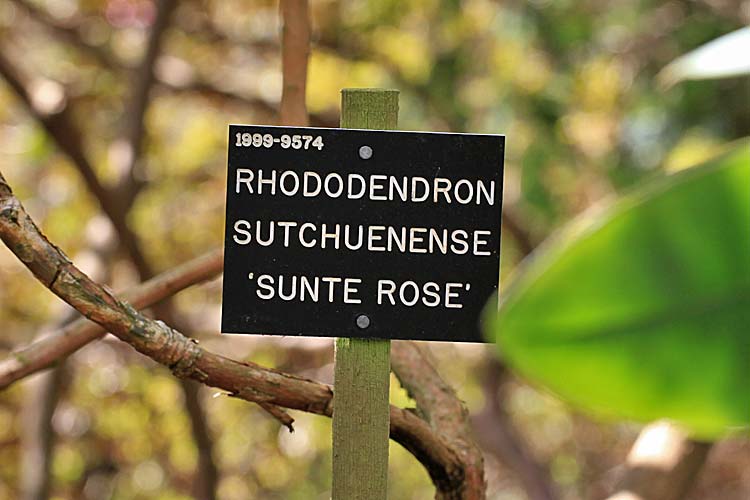 1999-9574
RHODODENDRON
SUTCHUENENSE
‘SUNTE ROSE’